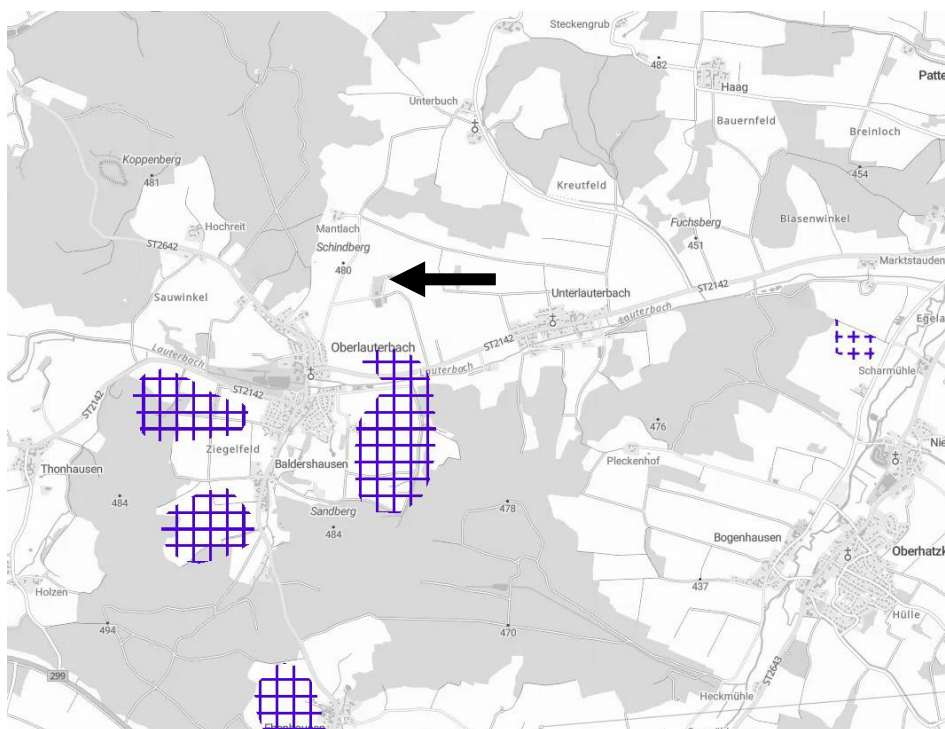 Steckengrub
482
Patte
Haag
Unterbuch
Bauernfeld
Breinloch
Koppenberg
481
454
Kreutfeld
Hochreit
Mantlach
Fuchsberg
451
Blasenwinkel
ST2642
Schindberg
480
Marktstauden
Sauwinkel
Unterlauterbach
ST2142
Lauterbach
Egela
Oberlauterbach
ST2142
Lauterbach
Lauterbach
Scharmühle
ST2142
ST2142
476
Ziegelfeld
Nie
Thonhausen
Baldershausen
Pleckenhof
484
Sandberg
478
484
Bogenhausen
Oberhatzk
Holzen
437
Hülle
494
470
299
ST2643
Heckmühle
Ebenhausen